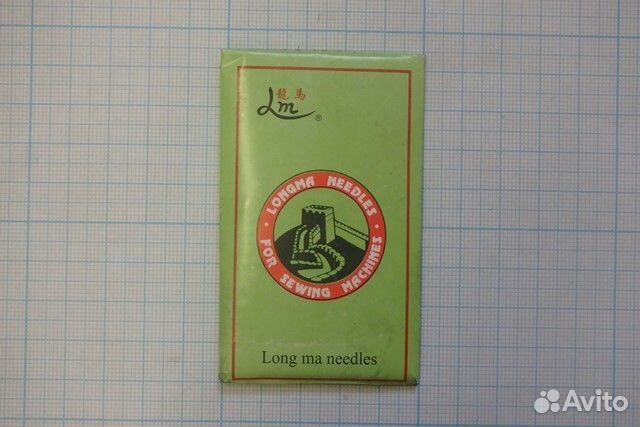 龍馬
Lm ®
· LONGMA NEEDLES ·
FOR SEWING MACHINES
Long ma needles
Avito